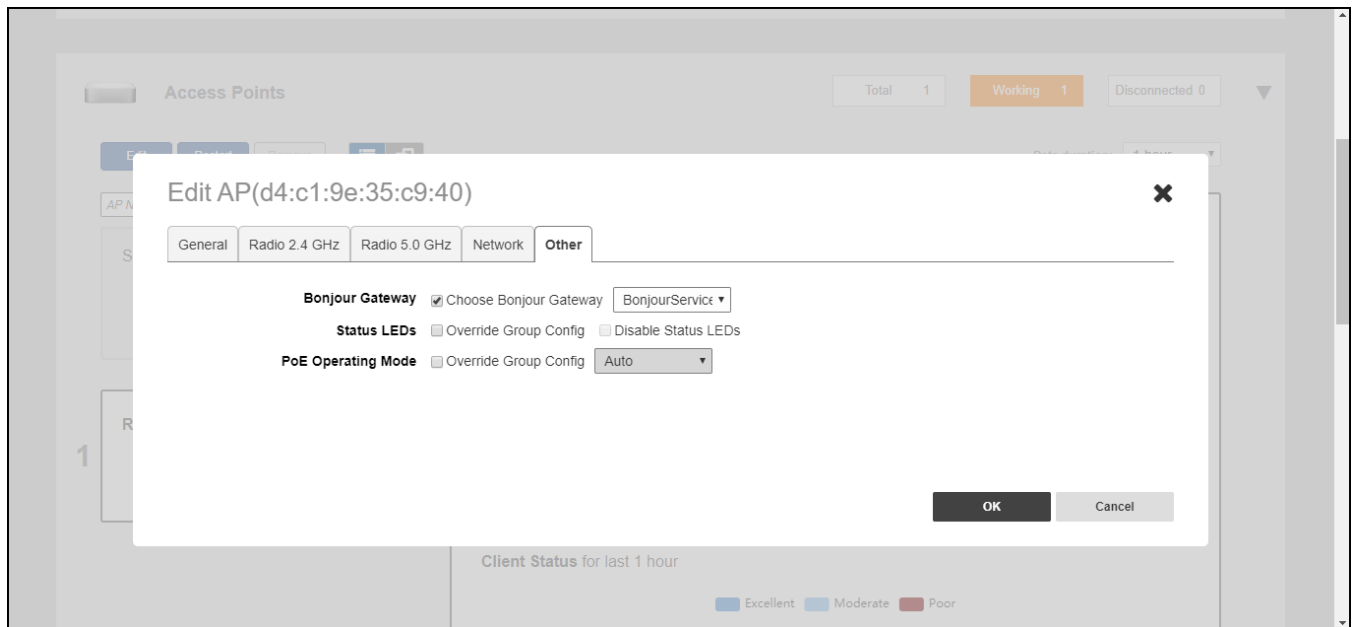 Access Points
Total 1
Working 1
Disconnected 0
1 hour
Edit AP(d4:c1:9e:35:c9:40)
AP N
General
Radio 2.4 GHz
Radio 5.0 GHz
Network
Other
S
Bonjour Gateway Choose Bonjour Gateway BonjourService
Status LEDs Override Group Config Disable Status LEDs
PoE Operating Mode Override Group Config Auto
R
1
OK
Cancel
Client Status for last 1 hour
Excellent Moderate Poor